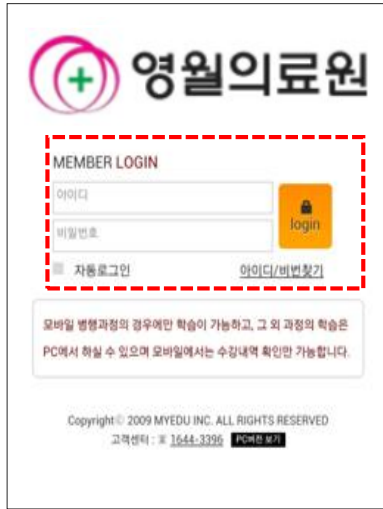 영월의료원
MEMBER LOGIN
아이디
비밀번호
login
자동로그인
아이디/비번찾기
모바일 병행과정의 경우에만 학습이 가능하고, 그 외 과정의 학습은
PC에서 하실 수 있으며 모바일에서는 수강내역 확인만 가능합니다.
Copyright© 2009 MYEDU INC. ALL RIGHTS RESERVED
고객센터 : ☏ 1644-3396 PC버전 보기